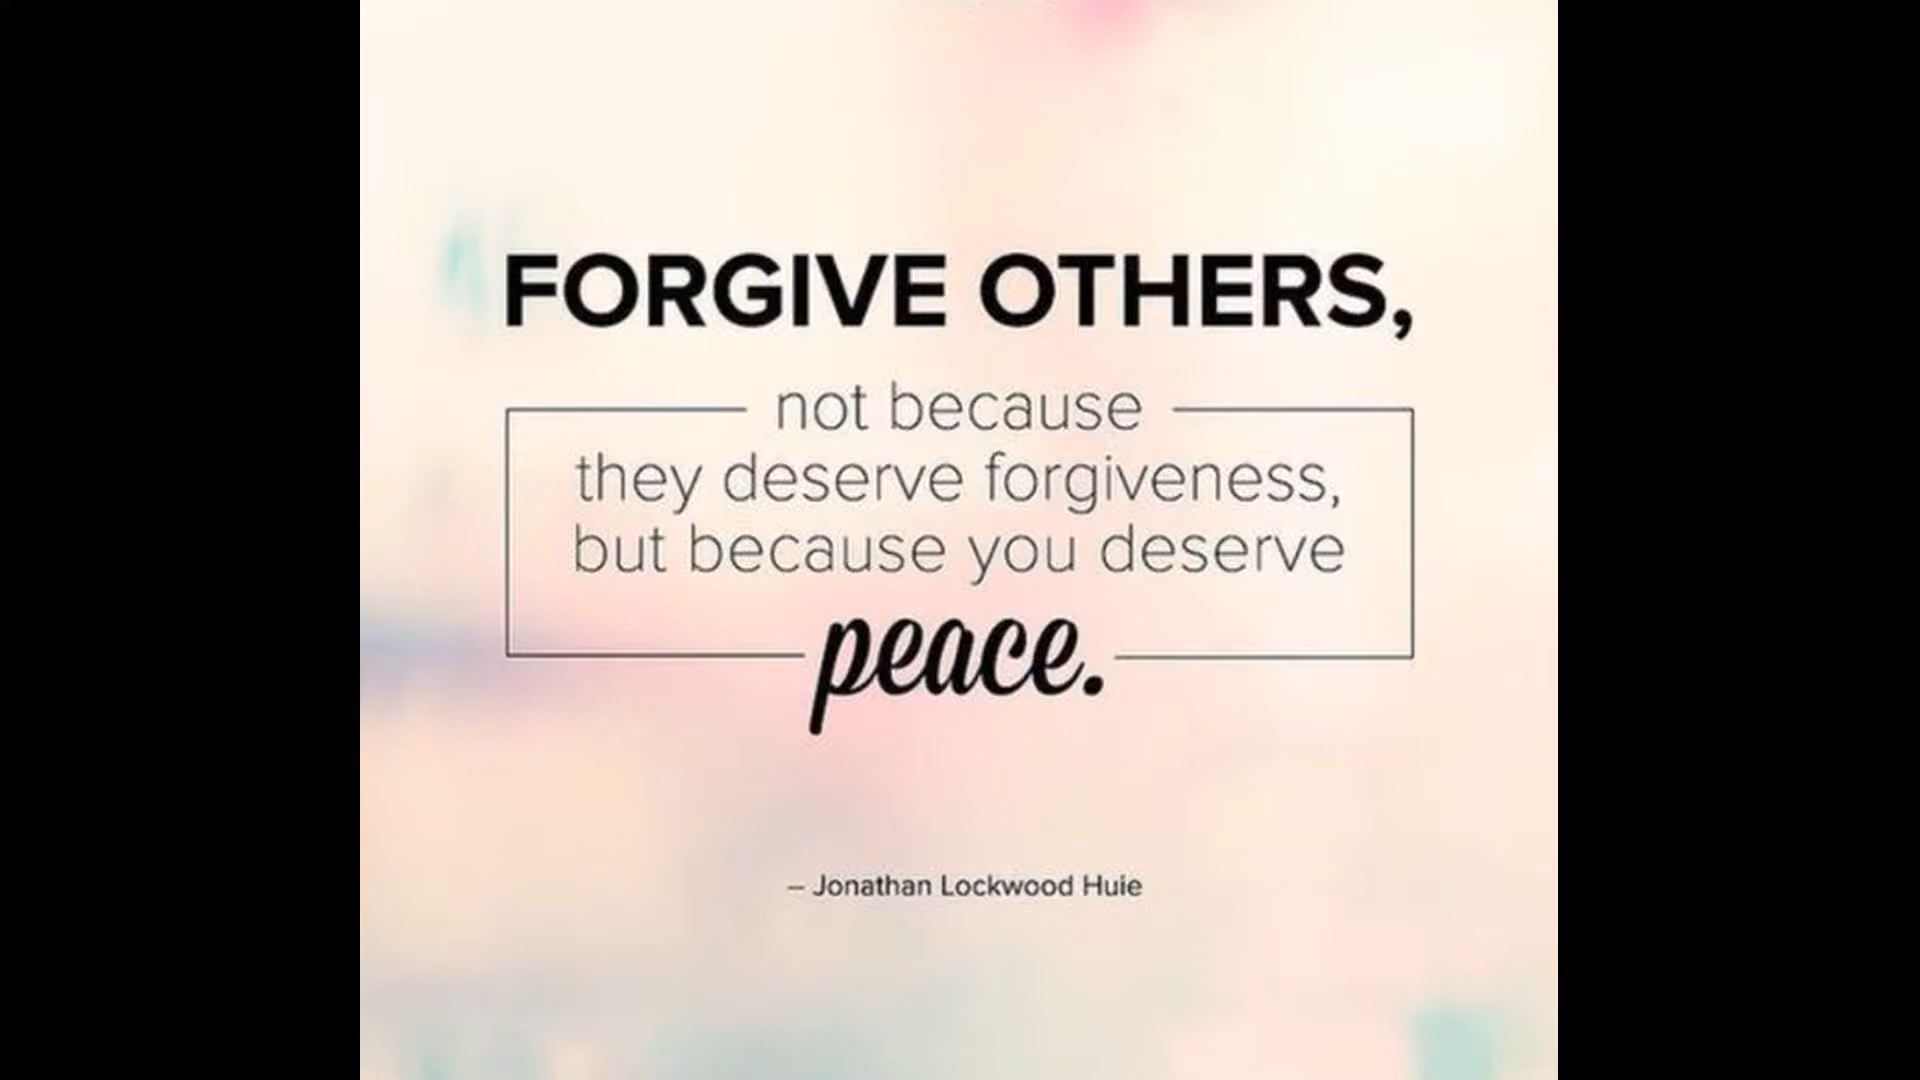 FORGIVE OTHERS,
not because
they deserve forgiveness,
but because you deserve
peace.
– Jonathan Lockwood Huie